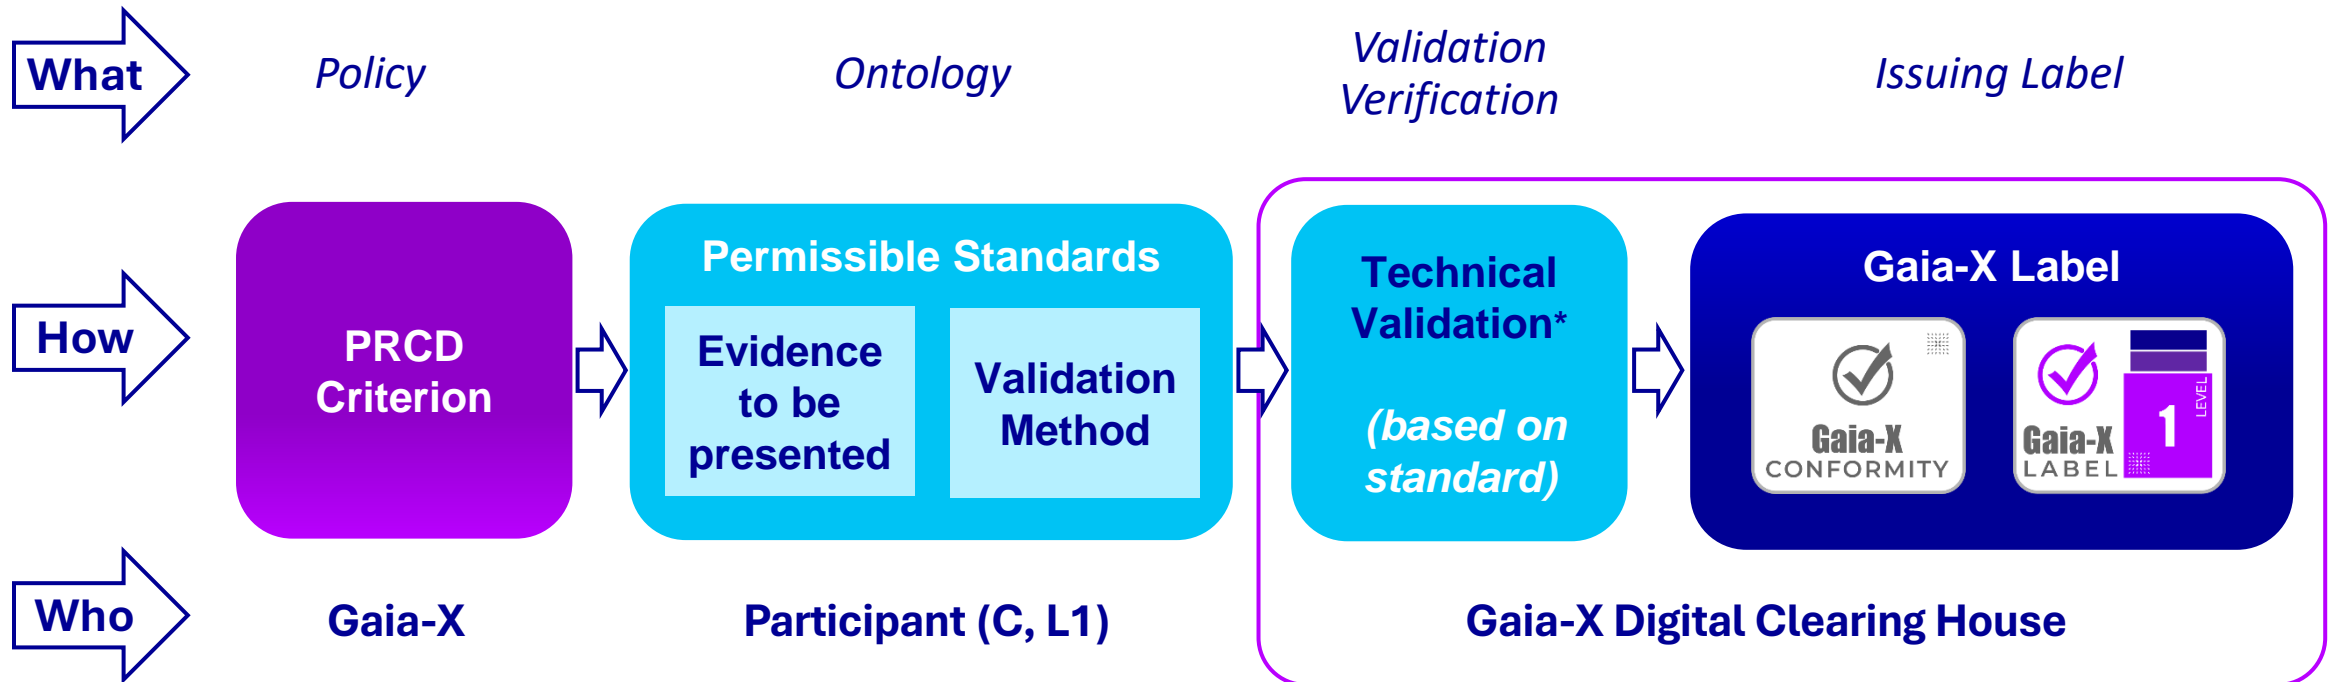 What
Policy
Ontology
Validation
Verification
Issuing Label
How
PRCD
Criterion
Permissible Standards
Evidence
to be
presented
Validation
Method
Technical
Validation*
(based on
standard)
Gaia-X Label
Gaia-X
CONFORMITY
Gaia-X
LABEL
1
LEVEL
Who
Gaia-X
Participant (C, L1)
Gaia-X Digital Clearing House